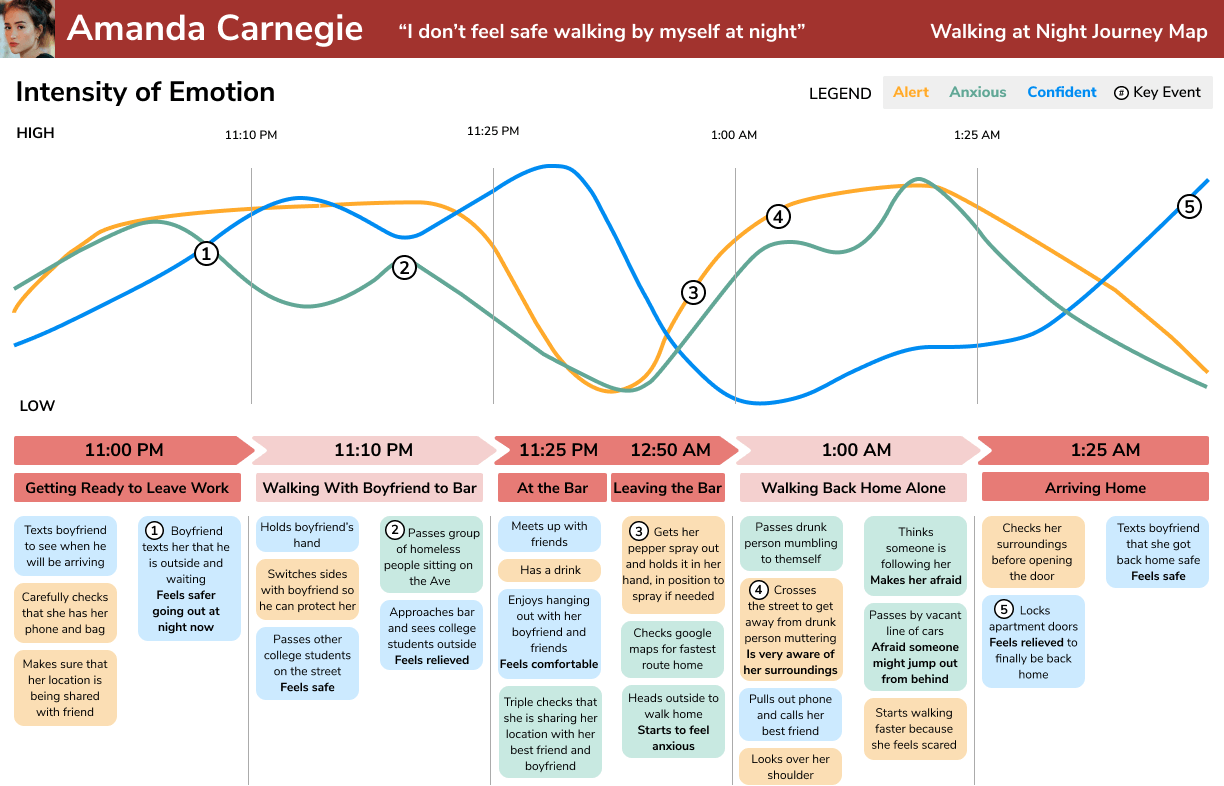 Amanda Carnegie
“I don’t feel safe walking by myself at night”
Walking at Night Journey Map
Intensity of Emotion
LEGEND
Alert
Anxious
Confident
# Key Event
HIGH
11:10 PM
11:25 PM
1:00 AM
1:25 AM
1
2
3
4
5
LOW
11:00 PM
11:10 PM
11:25 PM
12:50 AM
1:00 AM
1:25 AM
Getting Ready to Leave Work
Walking With Boyfriend to Bar
At the Bar
Leaving the Bar
Walking Back Home Alone
Arriving Home
Texts boyfriend
to see when he
will be arriving
Carefully checks
that she has her
phone and bag
Makes sure that
her location is
being shared
with friend
1 Boyfriend
texts her that he
is outside and
waiting
Feels safer
going out at
night now
Holds boyfriend’s
hand
Switches sides
with boyfriend so
he can protect her
Passes other
college students
on the street
Feels safe
2 Passes group
of homeless
people sitting on
the Ave
Approaches bar
and sees college
students outside
Feels relieved
Meets up with
friends
Has a drink
Enjoys hanging
out with her
boyfriend and
friends
Feels comfortable
Triple checks that
she is sharing her
location with her
best friend and
boyfriend
3 Gets her
pepper spray out
and holds it in her
hand, in position to
spray if needed
Checks google
maps for fastest
route home
Heads outside to
walk home
Starts to feel
anxious
Passes drunk
person mumbling
to themself
4 Crosses
the street to get
away from drunk
person muttering
Is very aware of
her surroundings
Pulls out phone
and calls her
best friend
Looks over her
shoulder
Thinks
someone is
following her
Makes her afraid
Passes by vacant
line of cars
Afraid someone
might jump out
from behind
Starts walking
faster because
she feels scared
Checks her
surroundings
before opening
the door
5 Locks
apartment doors
Feels relieved to
finally be back
home
Texts boyfriend
that she got
back home safe
Feels safe